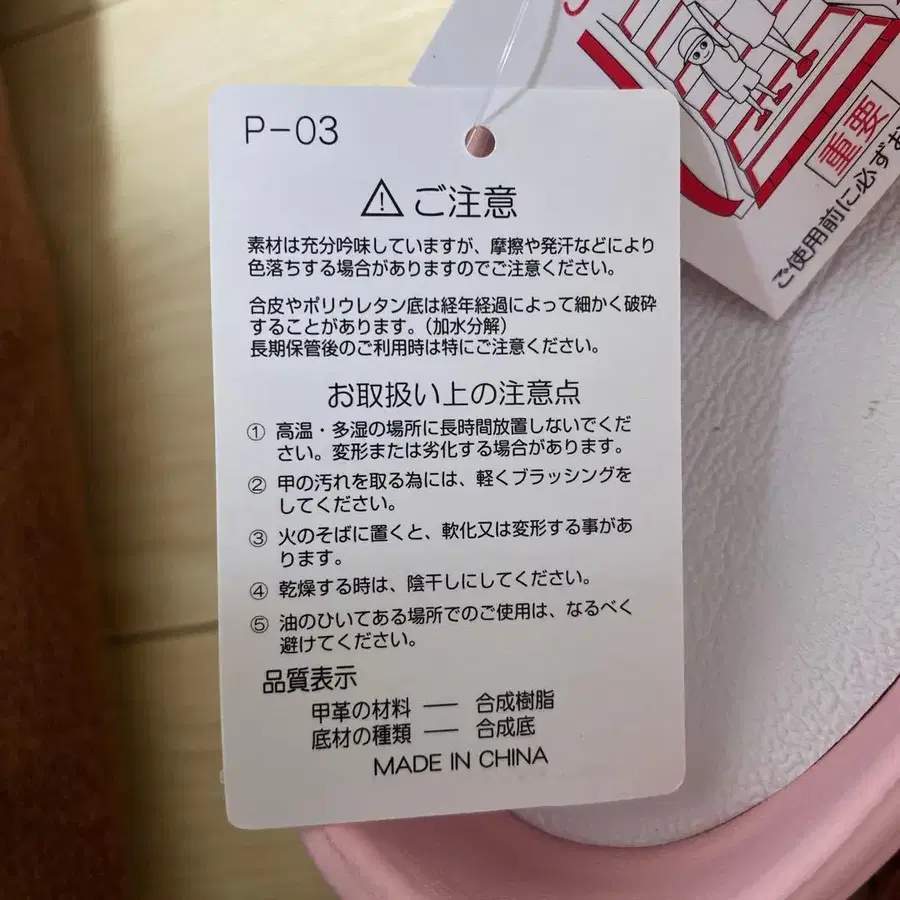 P-03
⚠ ご注意
素材は充分吟味していますが、摩擦や発汗などにより
色落ちする場合がありますのでご注意ください。
合皮やポリウレタン底は経年経過によって細かく破砕
することがあります。（加水分解）
長期保管後のご利用時は特にご注意ください。
お取扱い上の注意点
① 高温・多湿の場所に長時間放置しないでくだ
さい。変形または劣化する場合があります。
② 甲の汚れを取る為には、軽くブラッシングを
してください。
③ 火のそばに置くと、軟化又は変形する事があ
ります。
④ 乾燥する時は、陰干しにしてください。
⑤ 油のひいてある場所でのご使用は、なるべく
避けてください。
品質表示
甲革の材料 ― 合成樹脂
底材の種類 ― 合成底
MADE IN CHINA
重要
ご使用前に必ずお